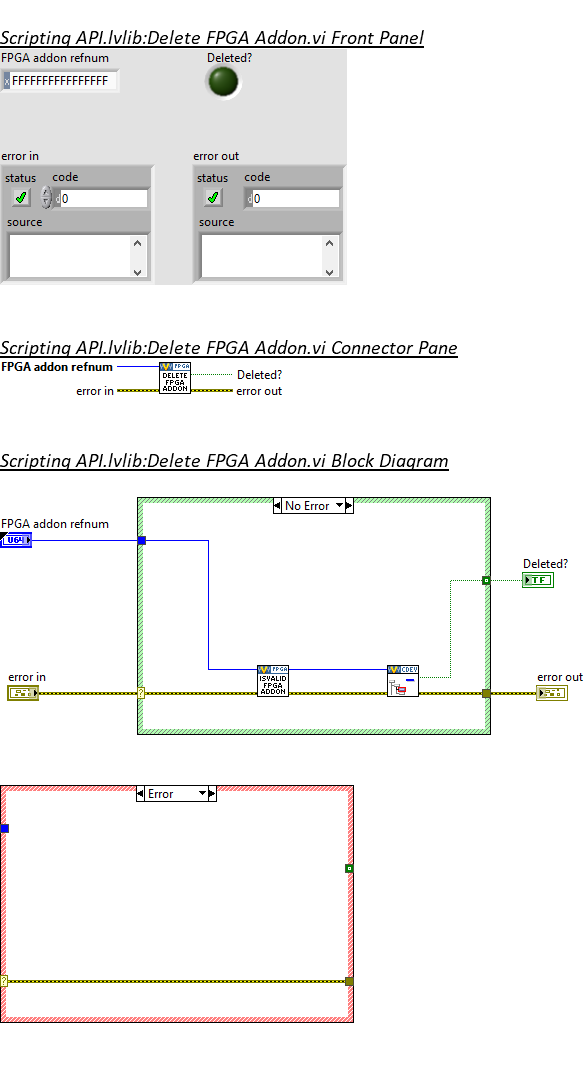 Scripting API.lvlib:Delete FPGA Addon.vi Front Panel
FPGA addon refnum Deleted?
x FFFFFFFFFFFFFFFF
error in error out
status code status code
d 0 d 0
source source
Scripting API.lvlib:Delete FPGA Addon.vi Connector Pane
FPGA addon refnum
FPGA
DELETE
FPGA
ADDON
Deleted?
error in error out
Scripting API.lvlib:Delete FPGA Addon.vi Block Diagram
No Error
FPGA addon refnum
U64
Deleted?
TF
FPGA
ISVALID
FPGA
ADDON
CDEV
error in error out
?
Error
?